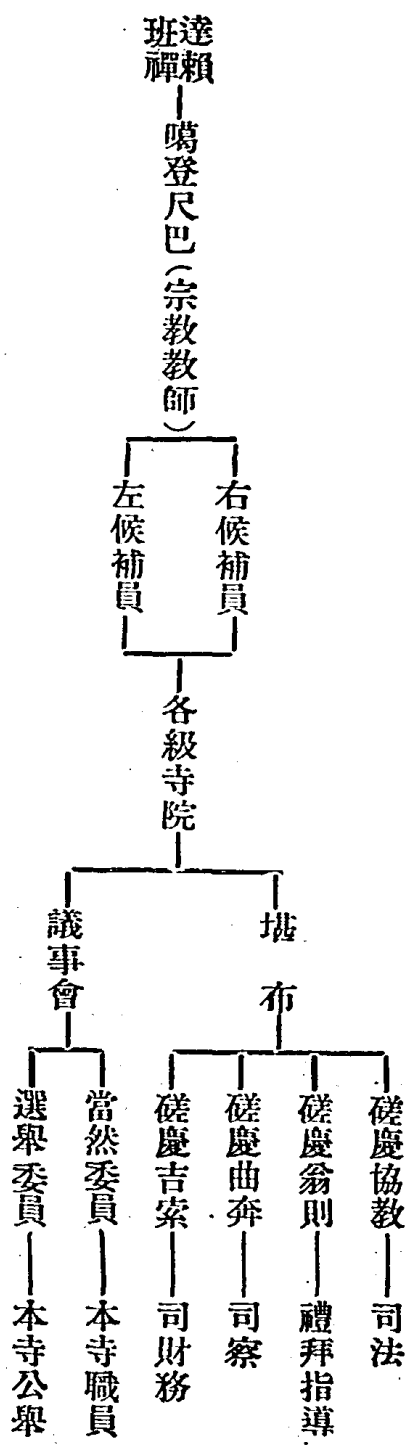 達賴
班禪
噶登尺巴(宗教教師)
右候補員
左候補員
各級寺院
堪布
議事會
磋慶協教
司法
磋慶翁則
禮拜指導
磋慶曲奔
司察
磋慶吉索
司財務
當然委員
本寺職員
選舉委員
本寺公舉